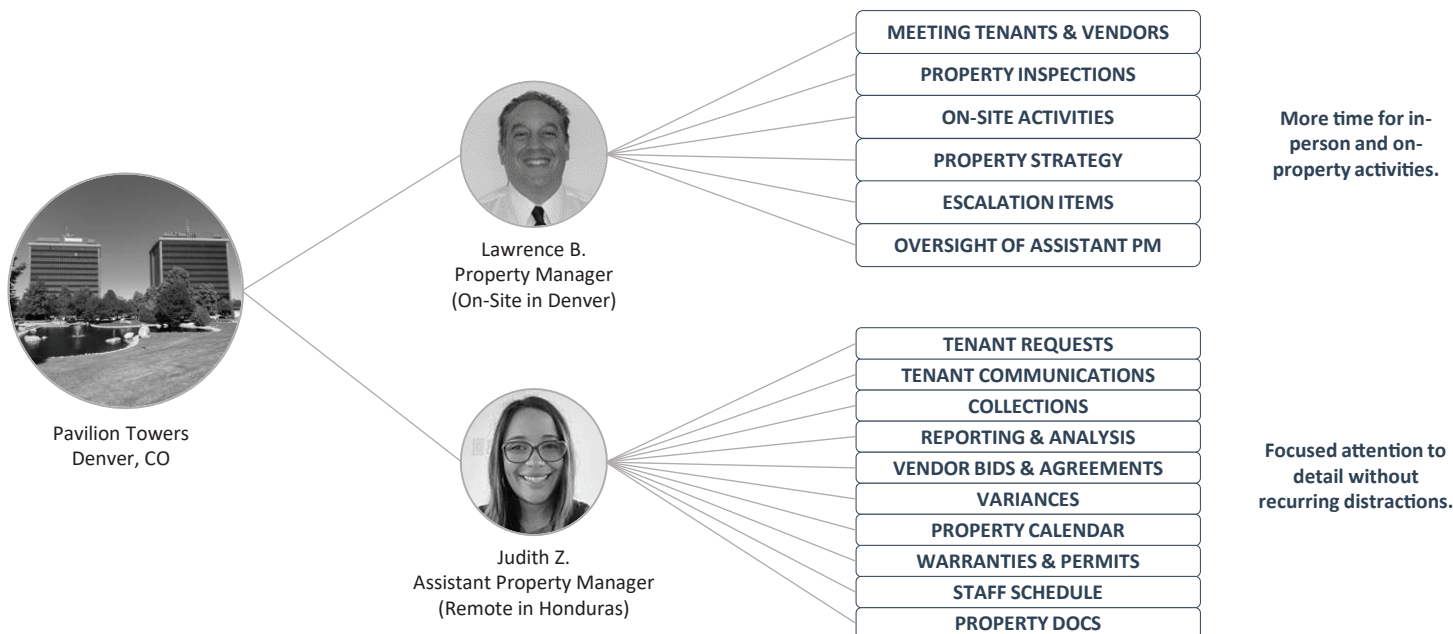 Pavilion Towers
Denver, CO
Lawrence B.
Property Manager
(On-Site in Denver)
MEETING TENANTS & VENDORS
PROPERTY INSPECTIONS
ON-SITE ACTIVITIES
PROPERTY STRATEGY
ESCALATION ITEMS
OVERSIGHT OF ASSISTANT PM
More time for in-
person and on-
property activities.
Judith Z.
Assistant Property Manager
(Remote in Honduras)
TENANT REQUESTS
TENANT COMMUNICATIONS
COLLECTIONS
REPORTING & ANALYSIS
VENDOR BIDS & AGREEMENTS
VARIANCES
PROPERTY CALENDAR
WARRANTIES & PERMITS
STAFF SCHEDULE
PROPERTY DOCS
Focused attention to
detail without
recurring distractions.